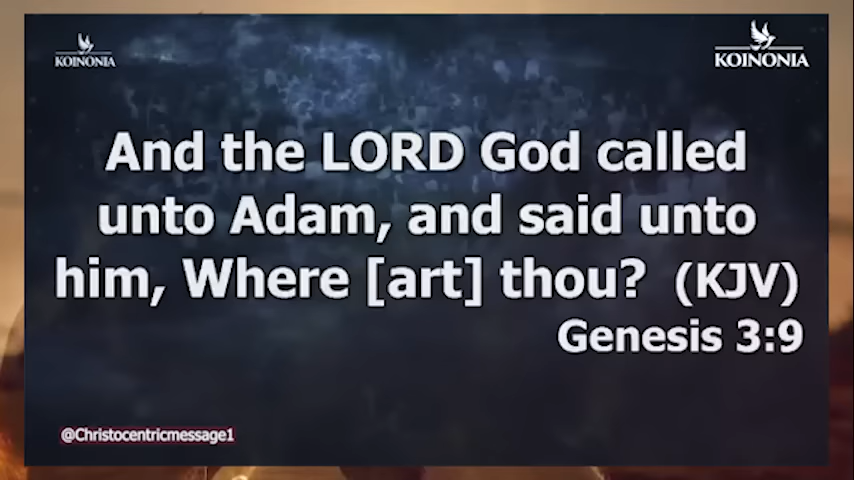 KOINONIA
KOINONIA
And the LORD God called
unto Adam, and said unto
him, Where [art] thou? (KJV)
Genesis 3:9
@Christocentricmessage1